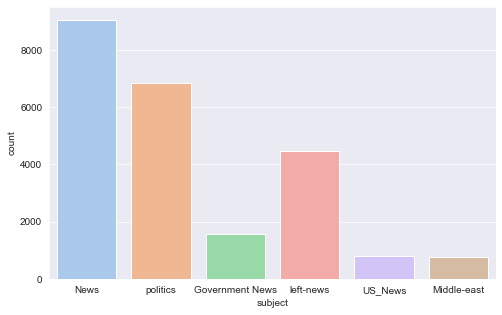 8000
6000
4000
2000
0
count
News
politics
Government News
left-news
US_News
Middle-east
subject